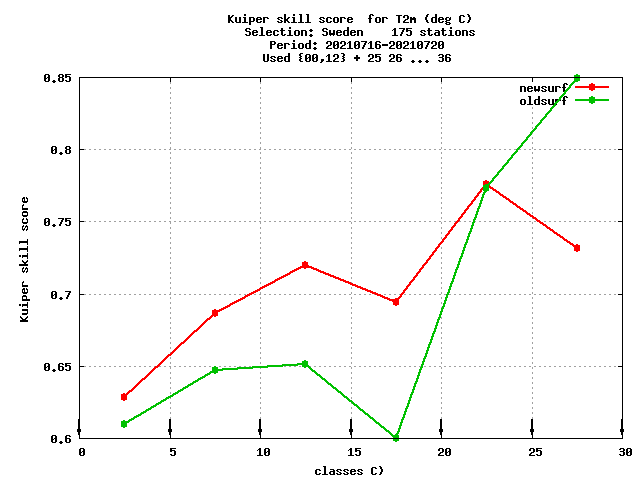 Kuiper skill score  for T2m (deg C)
Selection: Sweden    175 stations
Period: 20210716-20210720
Used {00,12} + 25 26 ... 36
newsurf
oldsurf
0.85
0.8
0.75
0.7
0.65
0.6
Kuiper skill score
0 5 10 15 20 25 30
classes C)